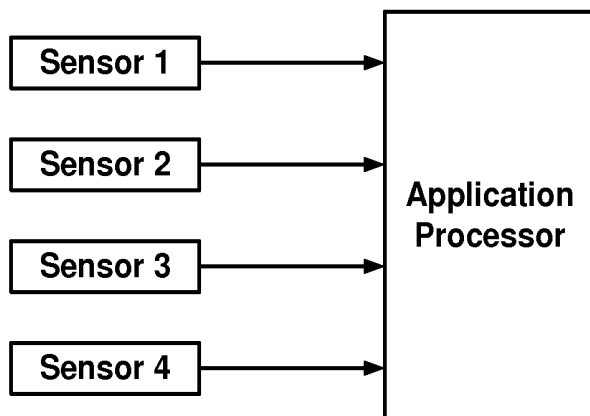 Sensor 1
Sensor 2
Sensor 3
Sensor 4
Application
Processor